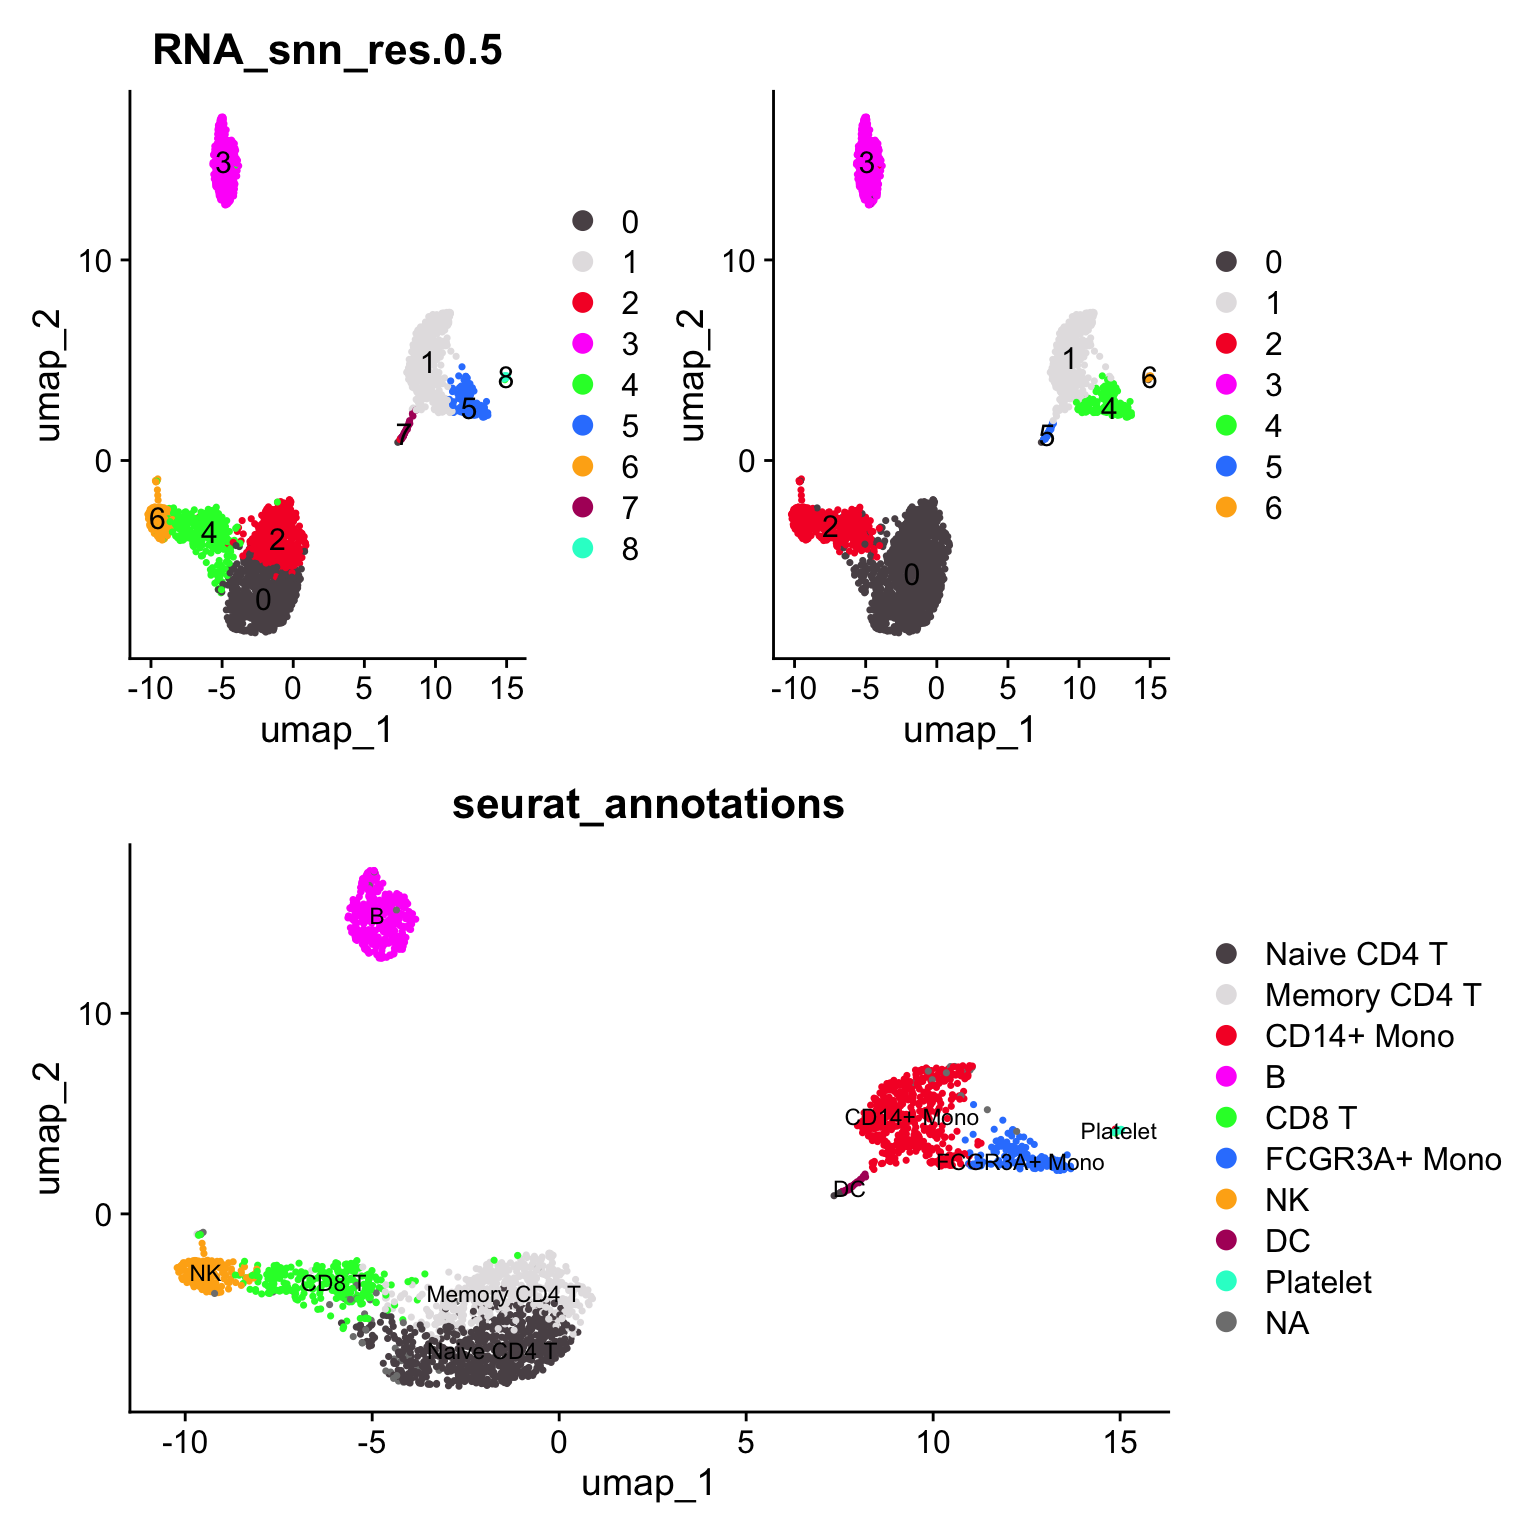 RNA_snn_res.0.5
umap_2
10
0
3
1
8
5
7
6
4
2
0
-10 -5 0 5 10 15
umap_1
0
1
2
3
4
5
6
7
8
umap_2
10
0
3
1
6
4
5
2
0
-10 -5 0 5 10 15
umap_1
0
1
2
3
4
5
6
seurat_annotations
umap_2
10
0
B
CD14+ Mono
Platelet
FCGR3A+ Mono
DC
NK
CD8 T
Memory CD4 T
Naive CD4 T
-10 -5 0 5 10 15
umap_1
Naive CD4 T
Memory CD4 T
CD14+ Mono
B
CD8 T
FCGR3A+ Mono
NK
DC
Platelet
NA